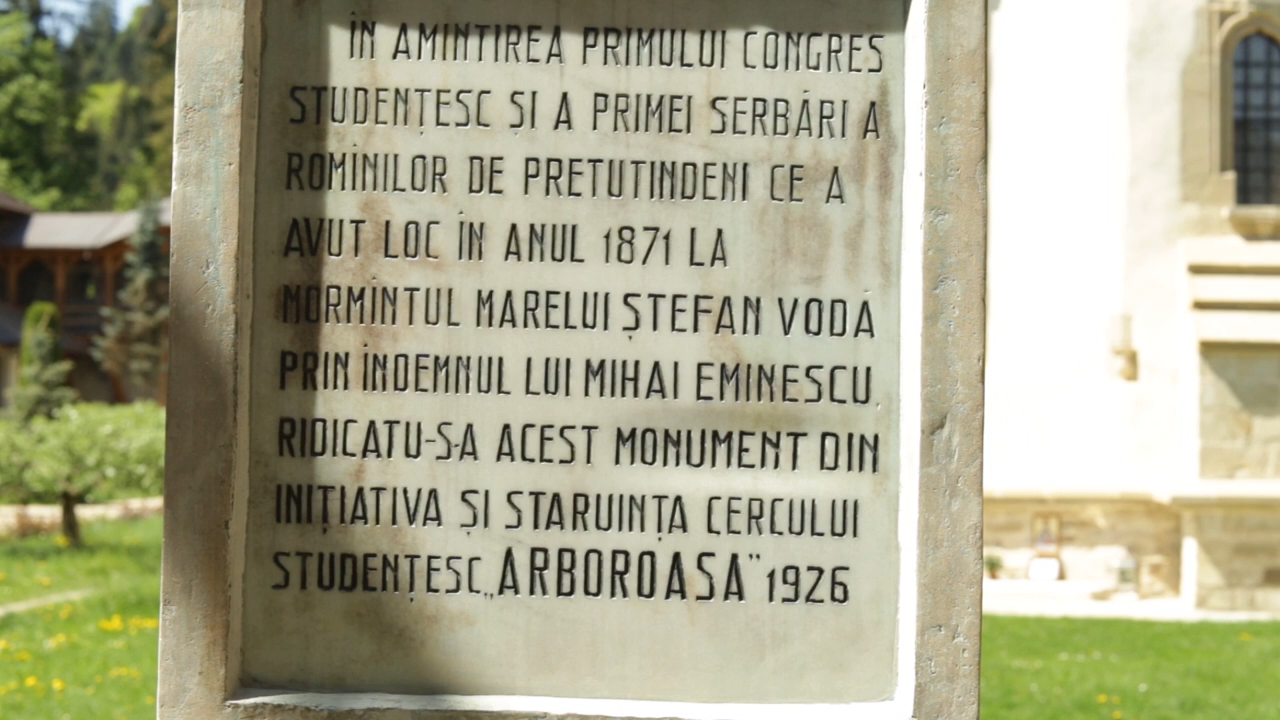 ÎN AMINTIREA PRIMULUI CONGRES
STUDENȚESC ȘI A PRIMEI SERBĂRI A
ROMÎNILOR DE PRETUTINDENI CE A
AVUT LOC ÎN ANUL 1871 LA
MORMÎNTUL MARELUI ȘTEFAN VODĂ
PRIN ÎNDEMNUL LUI MIHAI EMINESCU.
RIDICATU-S-A ACEST MONUMENT DIN
INIȚIATIVA ȘI STARUINȚA CERCULUI
STUDENȚESC „ARBOROASA” 1926